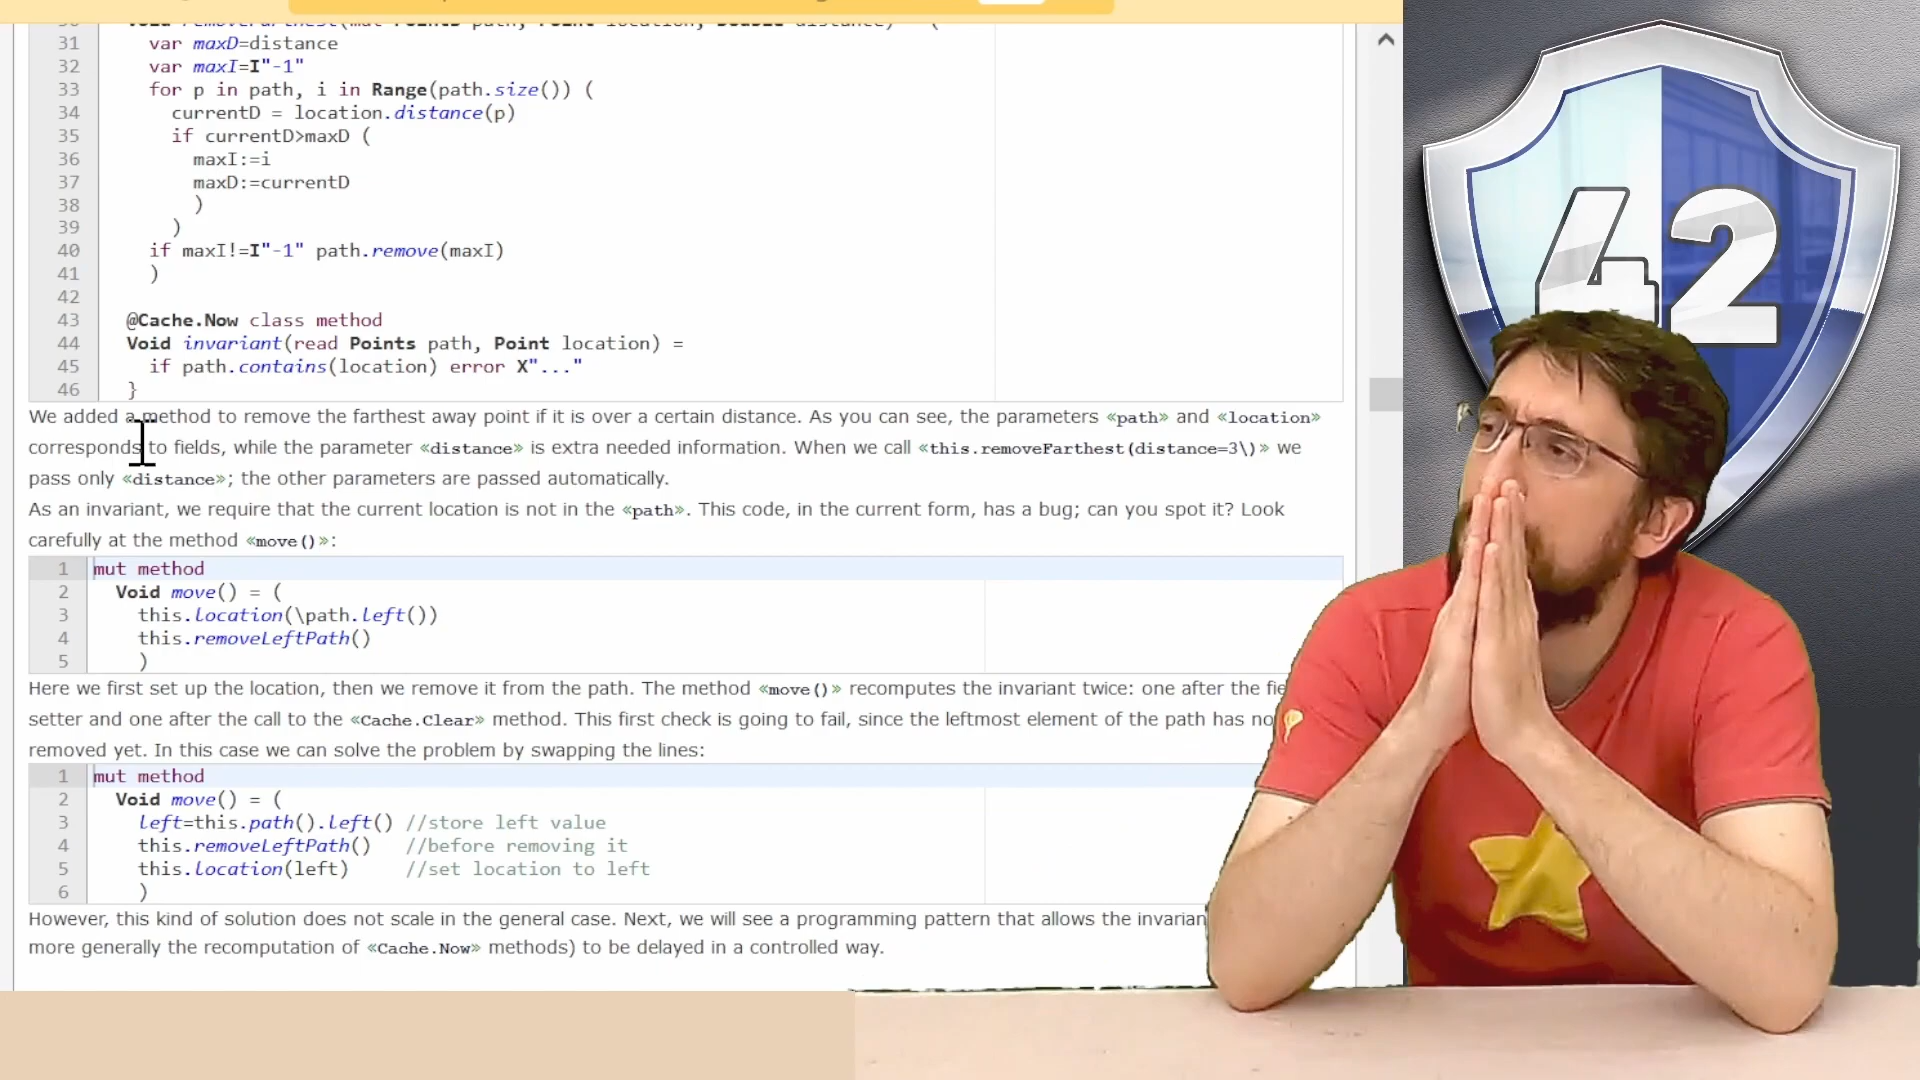 31 var maxD=distance
32 var maxI=I"-1"
33 for p in path, i in Range(path.size()) (
34 currentD = location.distance(p)
35 if currentD>maxD (
36 maxI:=i
37 maxD:=currentD
38 )
39 )
40 if maxI!=I"-1" path.remove(maxI)
41 )
42
43 @Cache.Now class method
44 Void invariant(read Points path, Point location) =
45 if path.contains(location) error X"..."
46 }
We added a method to remove the farthest away point if it is over a certain distance. As you can see, the parameters «path» and «location»
corresponds to fields, while the parameter «distance» is extra needed information. When we call «this.removeFarthest(distance=3\)» we
pass only «distance»; the other parameters are passed automatically.
As an invariant, we require that the current location is not in the «path». This code, in the current form, has a bug; can you spot it? Look
carefully at the method «move()»:
1 mut method
2 Void move() = (
3 this.location(\path.left())
4 this.removeLeftPath()
5 )
Here we first set up the location, then we remove it from the path. The method «move()» recomputes the invariant twice: one after the
setter and one after the call to the «Cache.Clear» method. This first check is going to fail, since the leftmost element of the path has
removed yet. In this case we can solve the problem by swapping the lines:
1 mut method
2 Void move() = (
3 left=this.path().left() //store left value
4 this.removeLeftPath() //before removing it
5 this.location(left) //set location to left
6 )
However, this kind of solution does not scale in the general case. Next, we will see a programming pattern that allows the
more generally the recomputation of «Cache.Now» methods) to be delayed in a controlled way.
42